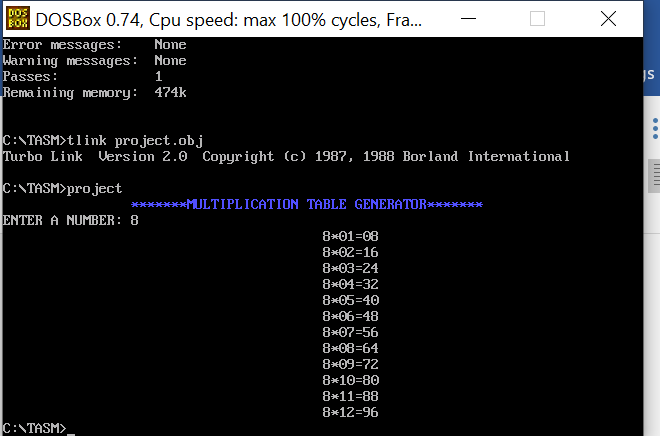 DOSBox 0.74, Cpu speed: max 100% cycles, Fra...
Error messages:    None
Warning messages:  None
Passes:            1
Remaining memory:  474k
C:\TASM>tlink project.obj
Turbo Link  Version 2.0  Copyright (c) 1987, 1988 Borland International
C:\TASM>project
*******MULTIPLICATION TABLE GENERATOR*******
ENTER A NUMBER: 8
8*01=08
8*02=16
8*03=24
8*04=32
8*05=40
8*06=48
8*07=56
8*08=64
8*09=72
8*10=80
8*11=88
8*12=96
C:\TASM>_